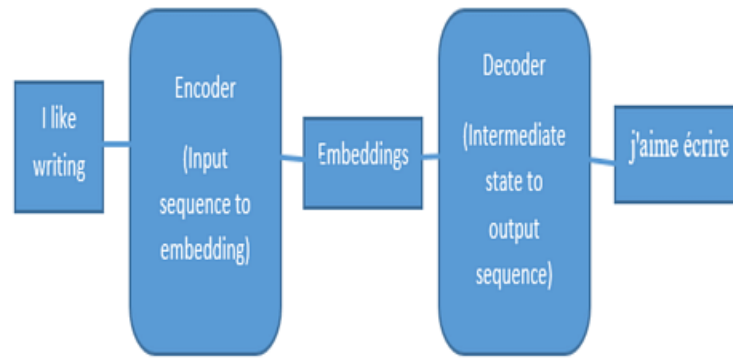 I like
writing
Encoder
(Input
sequence to
embedding)
Embeddings
Decoder
(Intermediate
state to
output
sequence)
j'aime écrire